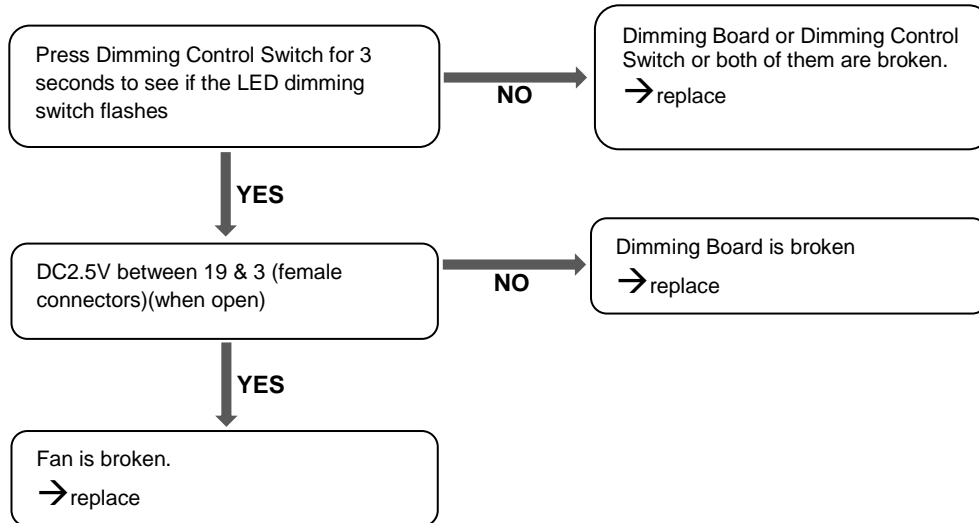 Press Dimming Control Switch for 3
seconds to see if the LED dimming
switch flashes
NO
Dimming Board or Dimming Control
Switch or both of them are broken.
→ replace
YES
DC2.5V between 19 & 3 (female
connectors)(when open)
NO
Dimming Board is broken
→ replace
YES
Fan is broken.
→ replace